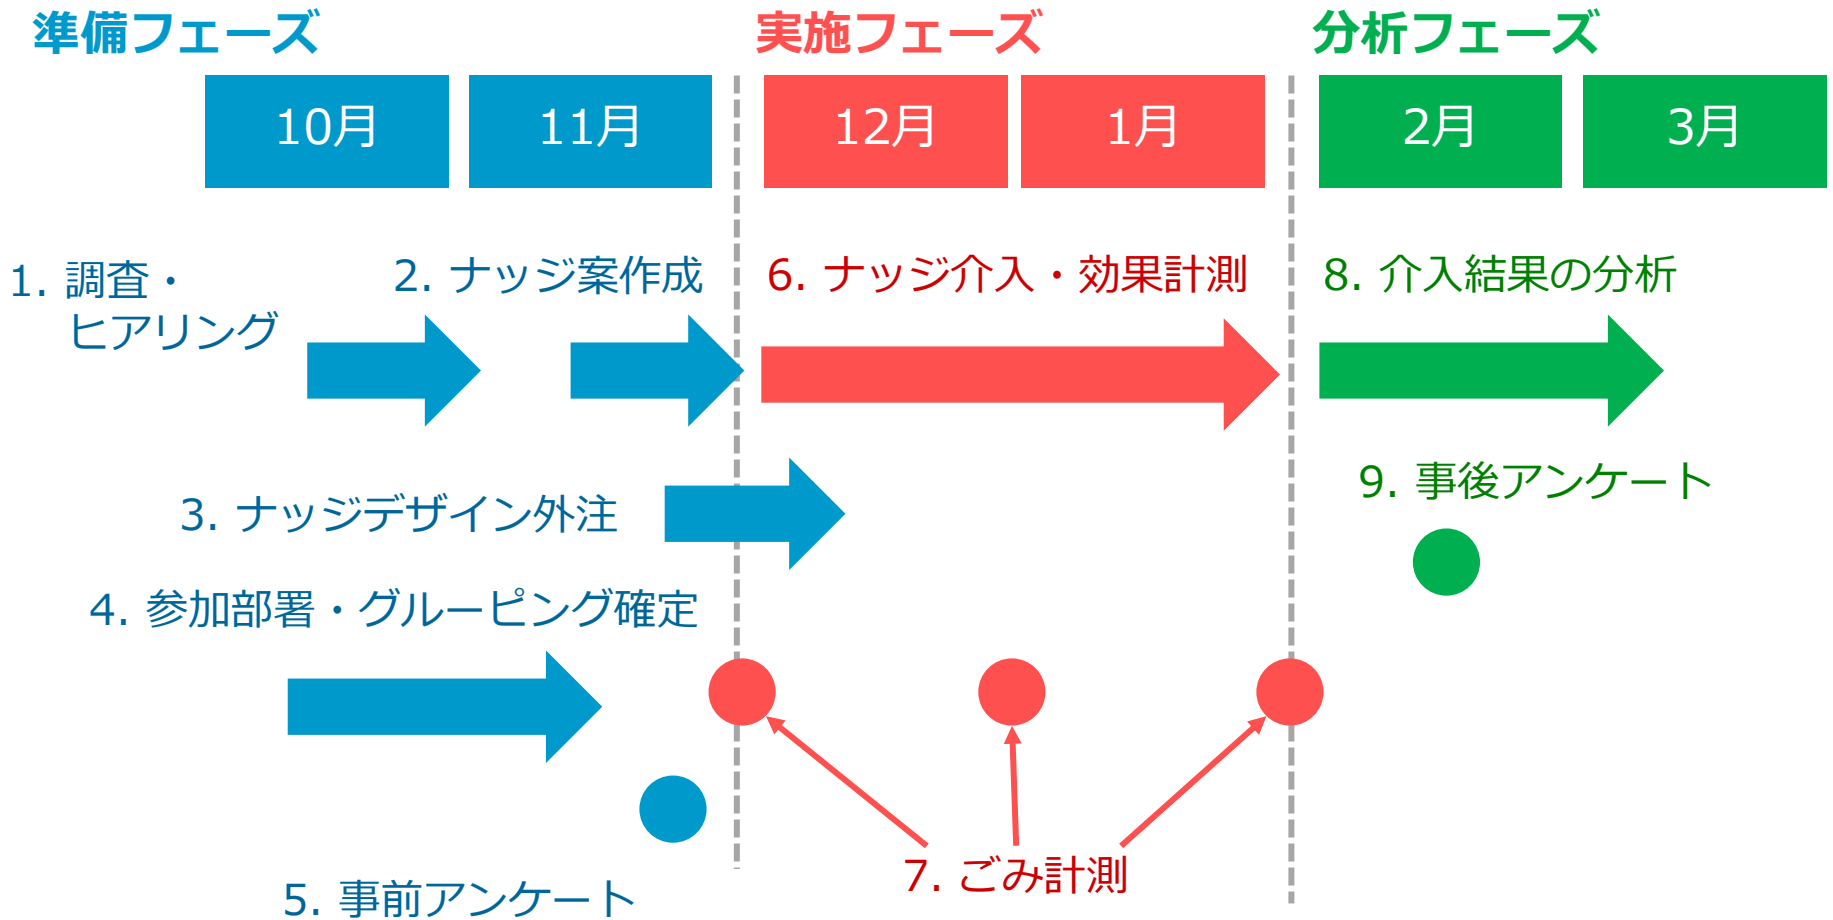 準備フェーズ
実施フェーズ
分析フェーズ
10月
11月
12月
1月
2月
3月
1. 調査・
ヒアリング
2. ナッジ案作成
6. ナッジ介入・効果計測
8. 介入結果の分析
3. ナッジデザイン外注
9. 事後アンケート
4. 参加部署・グルーピング確定
7. ごみ計測
5. 事前アンケート